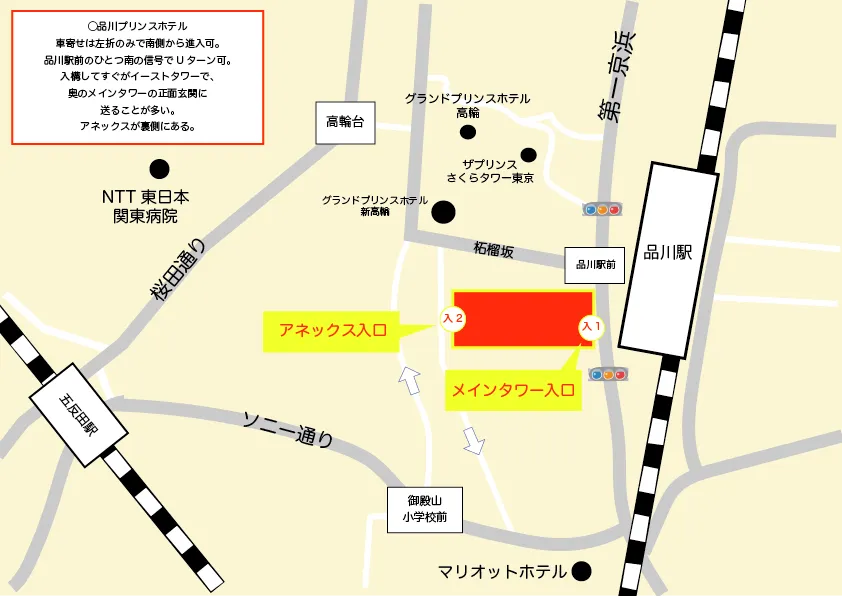 ○品川プリンスホテル
車寄せは左折のみで南側から進入可。
品川駅前のひとつ南の信号でUターン可。
入構してすぐがイーストタワーで、
奥のメインタワーの正面玄関に
送ることが多い。
アネックスが裏側にある。
第一京浜
グランドプリンスホテル
高輪
高輪台
ザプリンス
さくらタワー東京
NTT東日本
関東病院
グランドプリンスホテル
新高輪
桜田通り
柘榴坂
品川駅前
品川駅
入2
入1
アネックス入口
メインタワー入口
五反田駅
ソニー通り
御殿山
小学校前
マリオットホテル